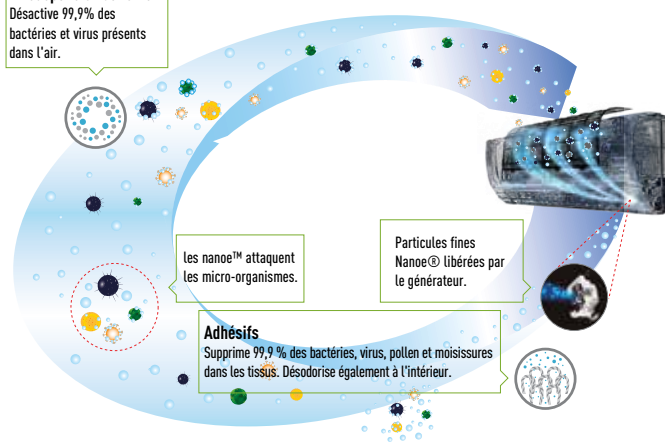 Désactive 99,9% des
bactéries et virus présents
dans l'air.
les nanoe™ attaquent
les micro-organismes.
Particules fines
Nanoe® libérées par
le générateur.
Adhésifs
Supprime 99,9 % des bactéries, virus, pollen et moisissures
dans les tissus. Désodorise également à l'intérieur.